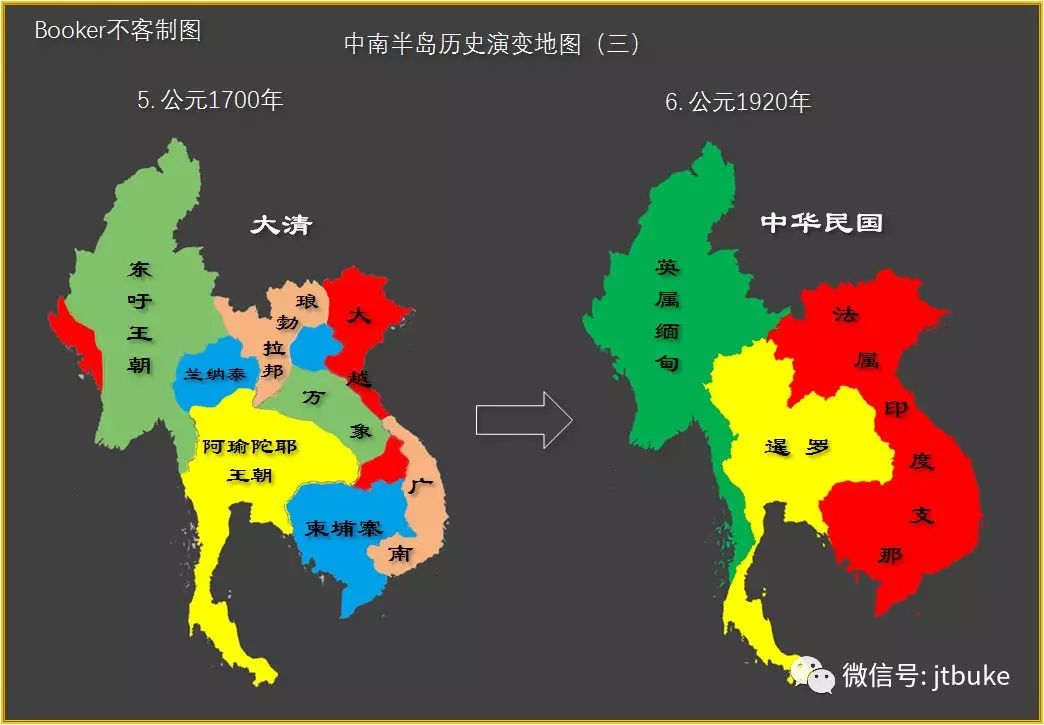 Booker不客制图
中南半岛历史演变地图（三）
5. 公元1700年
6. 公元1920年
大清
东吁王朝
琅勃拉邦
大越
兰纳泰
万象
阿瑜陀耶
王朝
广南
柬埔寨
中华民国
英属缅甸
法属印度支那
暹罗
微信号: jtbuke